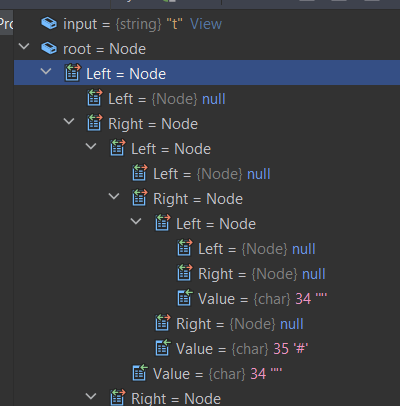 Pro
input = {string} "t" View
root = Node
Left = Node
Left = {Node} null
Right = Node
Left = Node
Left = {Node} null
Right = Node
Left = Node
Left = {Node} null
Right = {Node} null
Value = {char} 34 '"'
Right = {Node} null
Value = {char} 35 '#'
Value = {char} 34 '"'
Right = Node